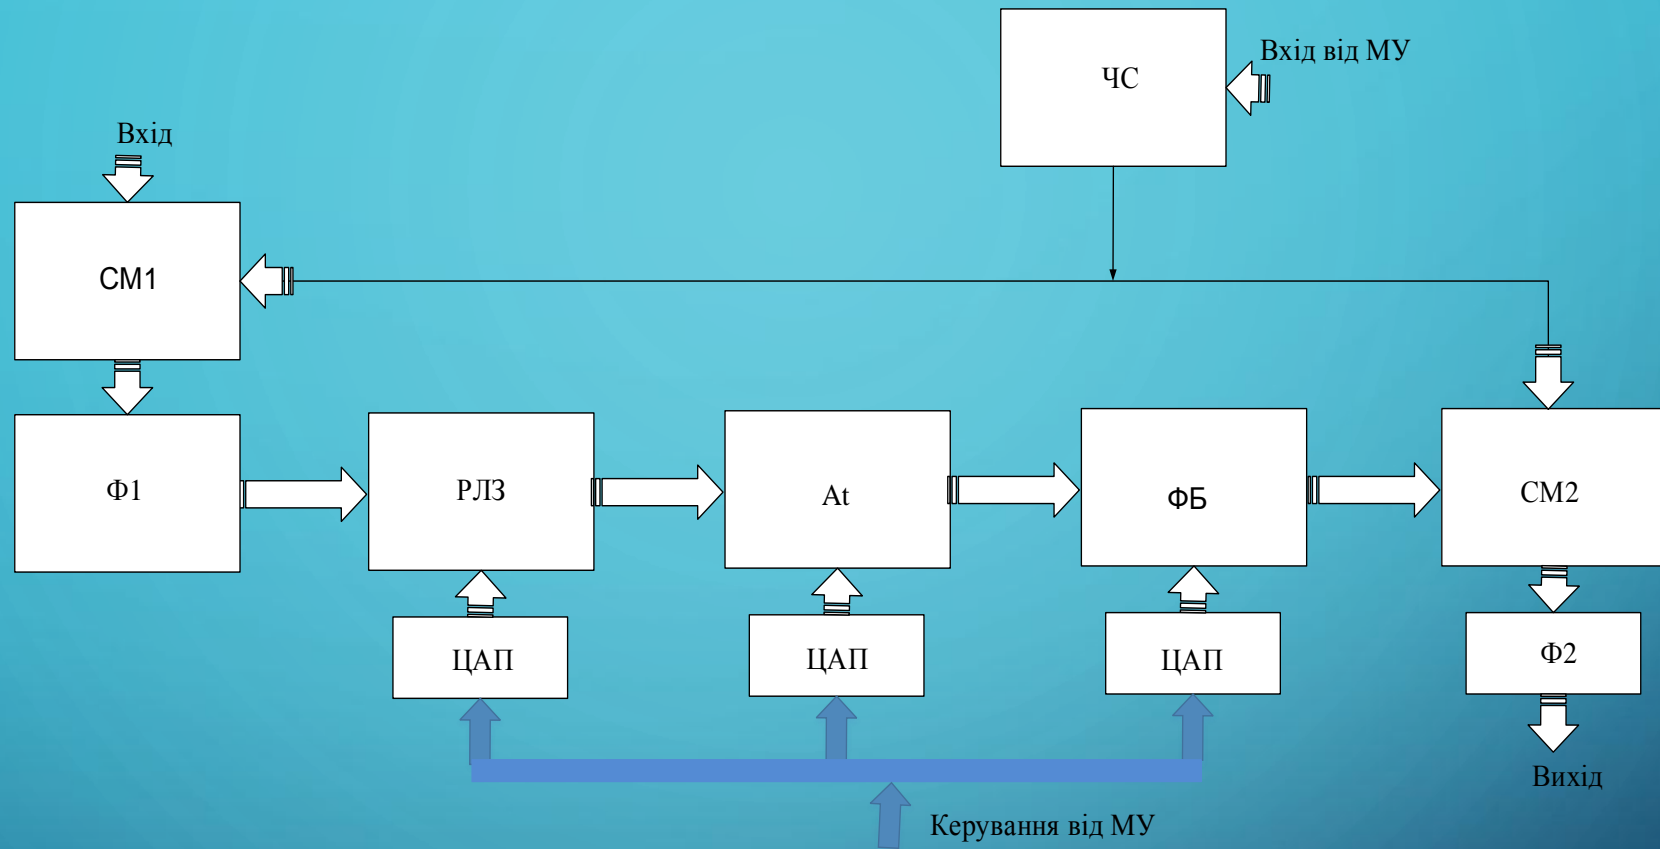 ЧС
Вхід від МУ
Вхід
СМ1
Ф1
РЛЗ
At
ФБ
СМ2
ЦАП
ЦАП
ЦАП
Ф2
Вихід
Керування від МУ